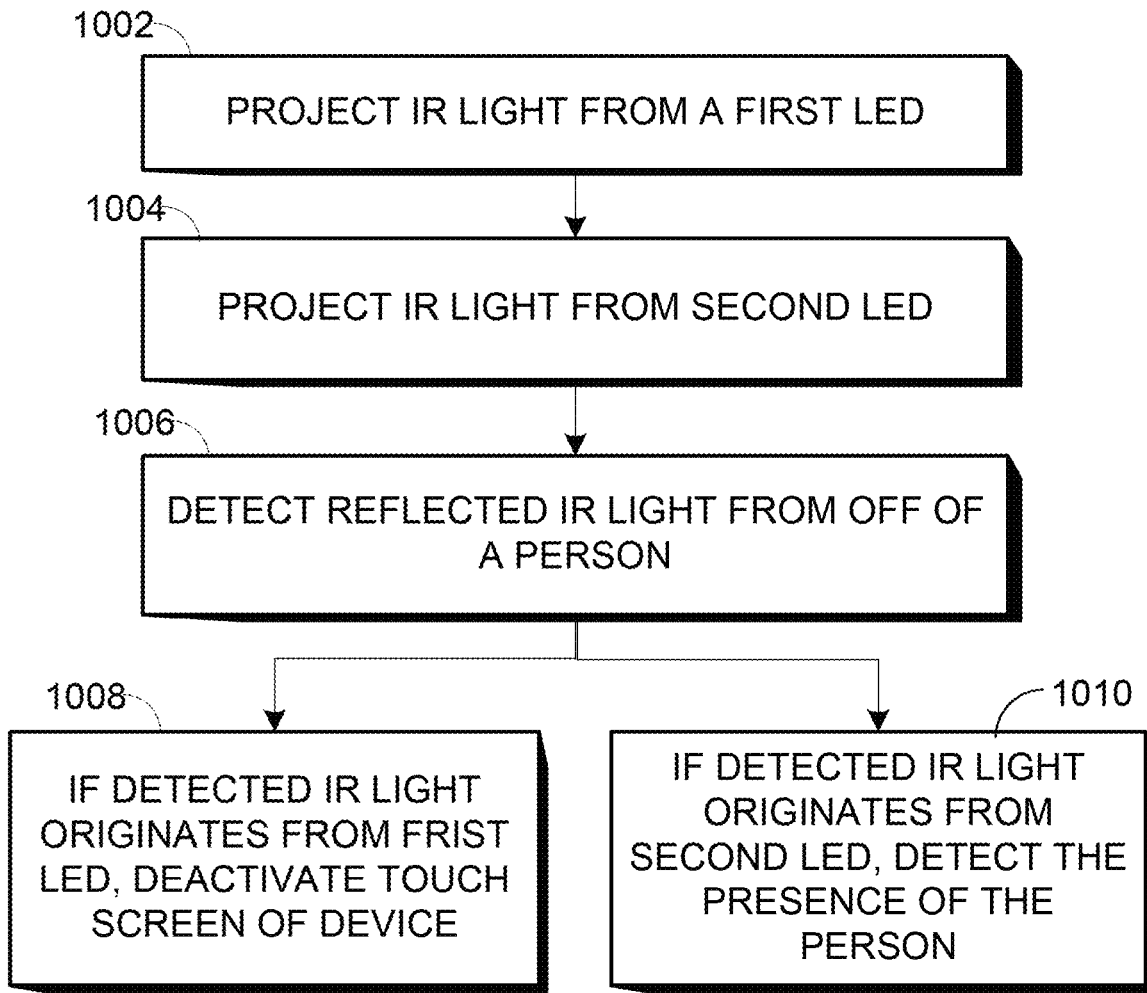 1002
PROJECT IR LIGHT FROM A FIRST LED
1004
PROJECT IR LIGHT FROM SECOND LED
1006
DETECT REFLECTED IR LIGHT FROM OFF OF
A PERSON
1008
IF DETECTED IR LIGHT
ORIGINATES FROM FRIST
LED, DEACTIVATE TOUCH
SCREEN OF DEVICE
1010
IF DETECTED IR LIGHT
ORIGINATES FROM
SECOND LED, DETECT THE
PRESENCE OF THE
PERSON